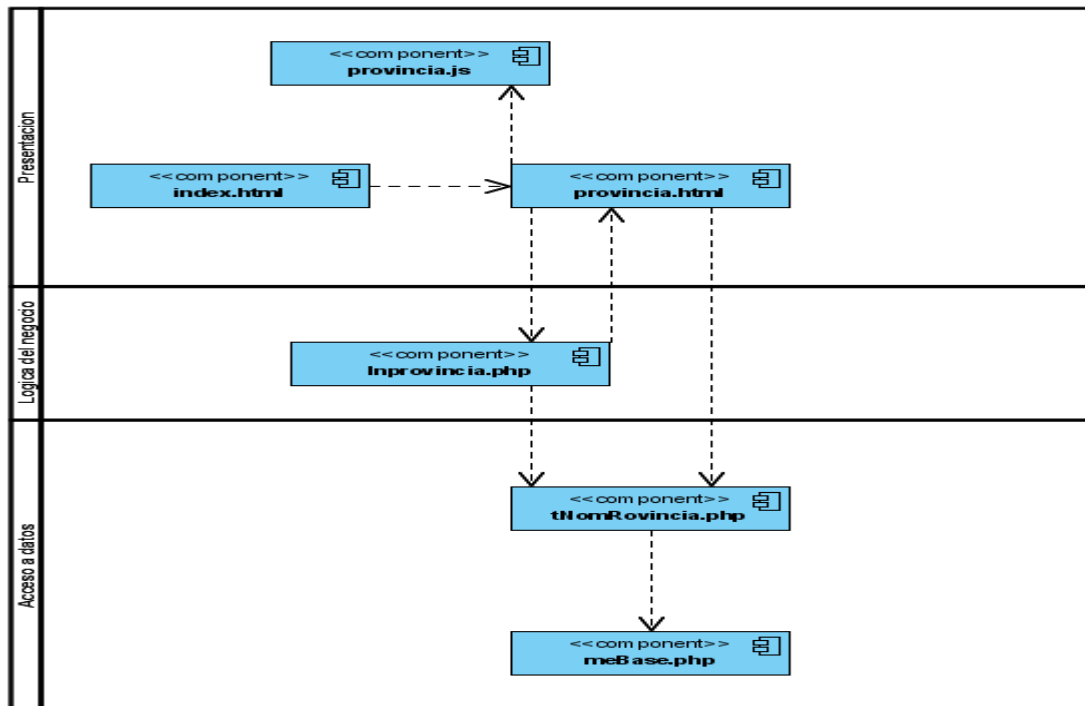 Presentacion
<<component>>
provincia.js
<<component>>
index.html
<<component>>
provincia.html
Logica del negocio
<<component>>
lnprovincia.php
Acceso a datos
<<component>>
tNomRovincia.php
<<component>>
meBase.php